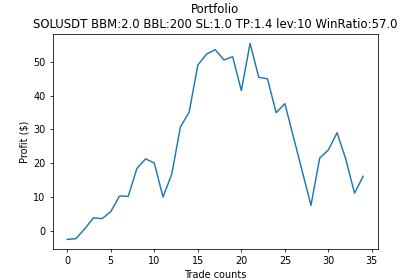 Portfolio
SOLUSDT BBM:2.0 BBL:200 SL:1.0 TP:1.4 lev:10 WinRatio:57.0
50
40
30
20
10
0
Profit ($)
0 5 10 15 20 25 30 35
Trade counts